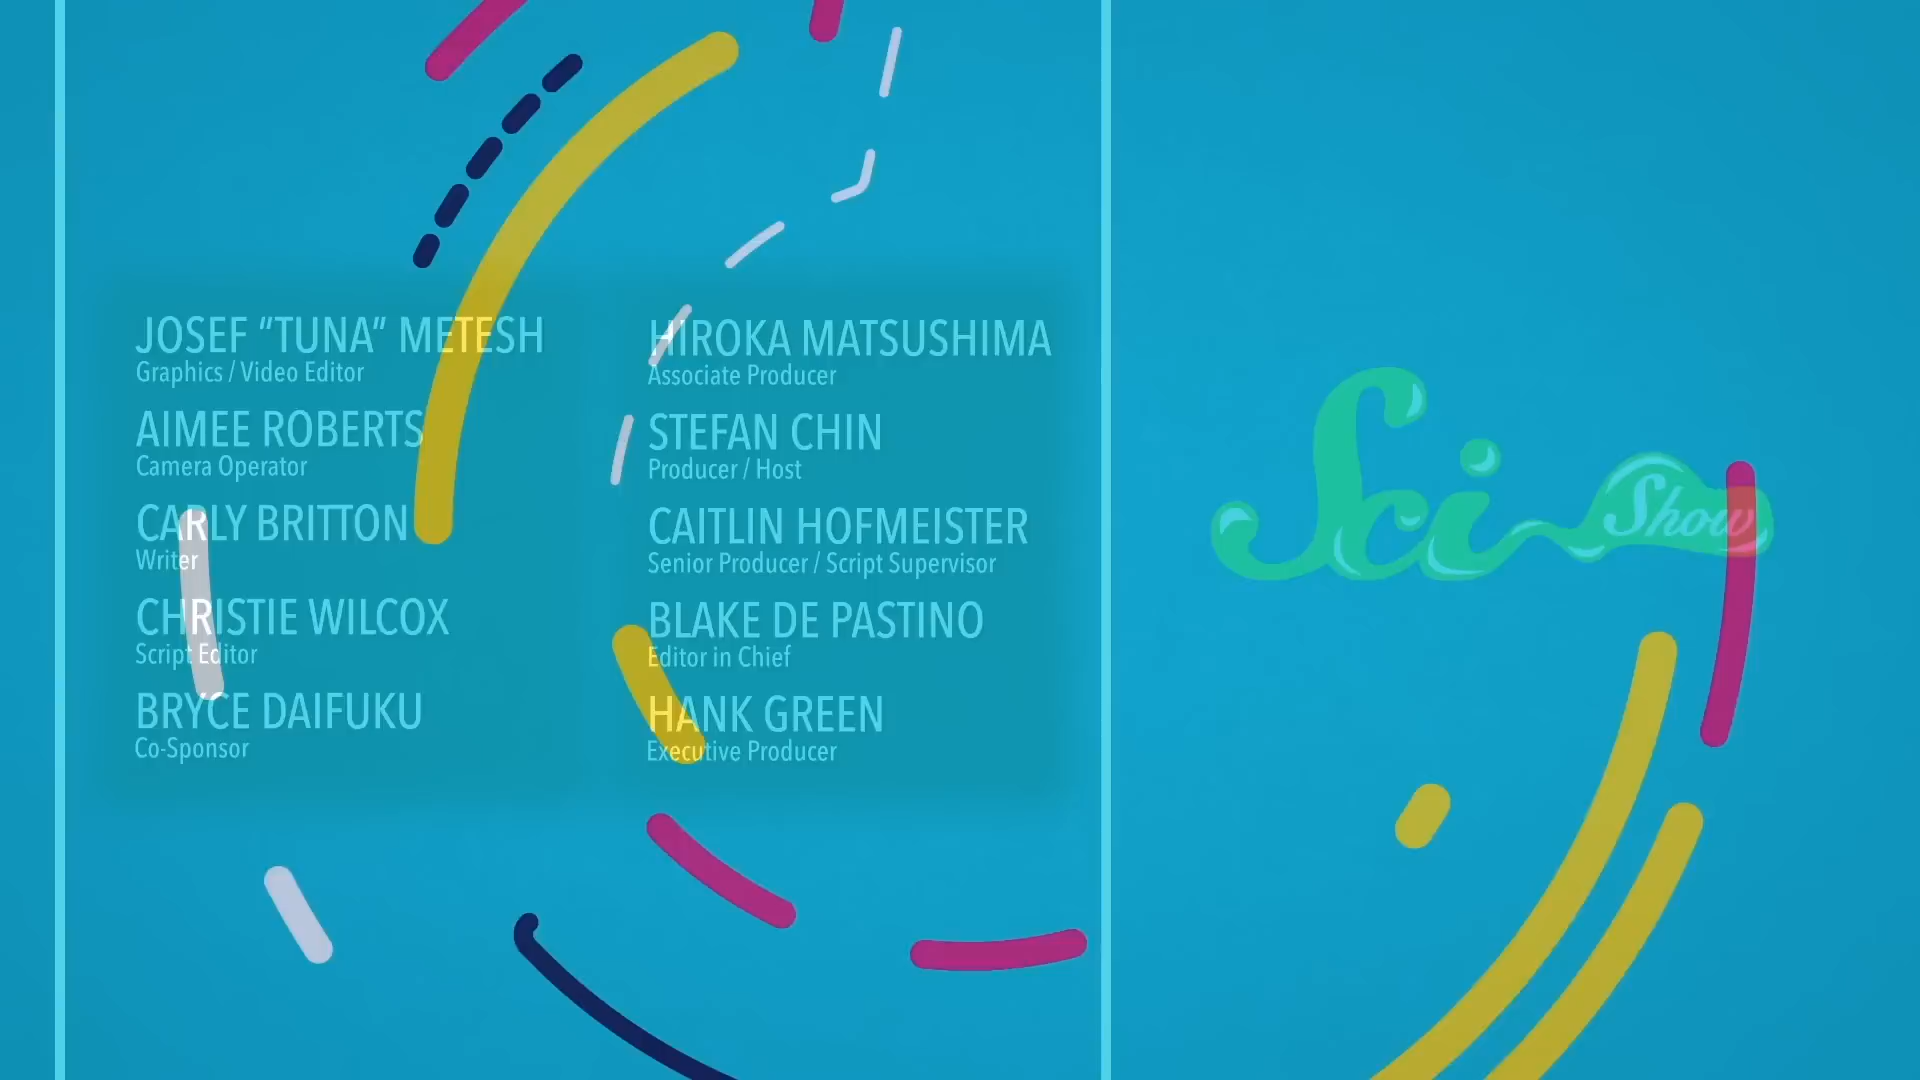 JOSEF “TUNA” METESH
Graphics / Video Editor
AIMEE ROBERTS
Camera Operator
CARLY BRITTON
Writer
CHRISTIE WILCOX
Script Editor
BRYCE DAIFUKU
Co-Sponsor
HIROKA MATSUSHIMA
Associate Producer
STEFAN CHIN
Producer / Host
CAITLIN HOFMEISTER
Senior Producer / Script Supervisor
BLAKE DE PASTINO
Editor in Chief
HANK GREEN
Executive Producer
Sci Show